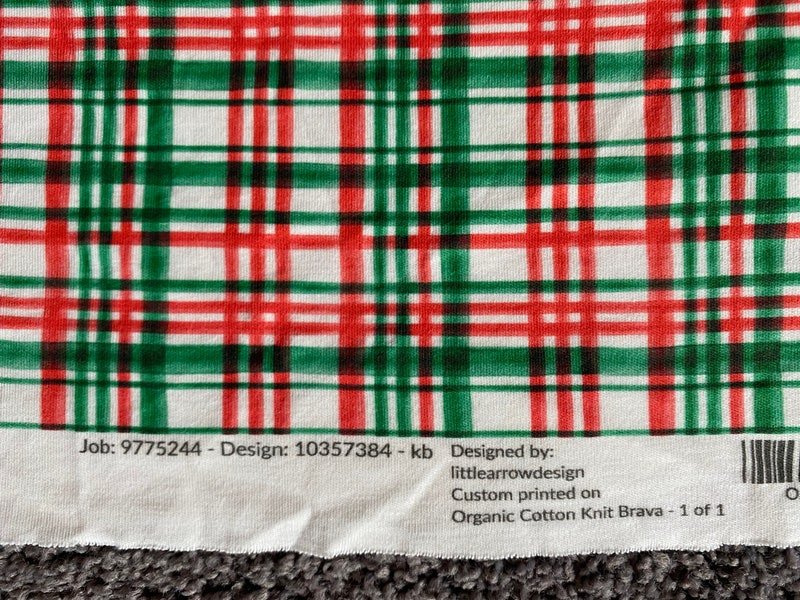 Job: 9775244 - Design: 10357384 - kb
Designed by:
littlearrowdesign
Custom printed on
Organic Cotton Knit Brava - 1 of 1
O